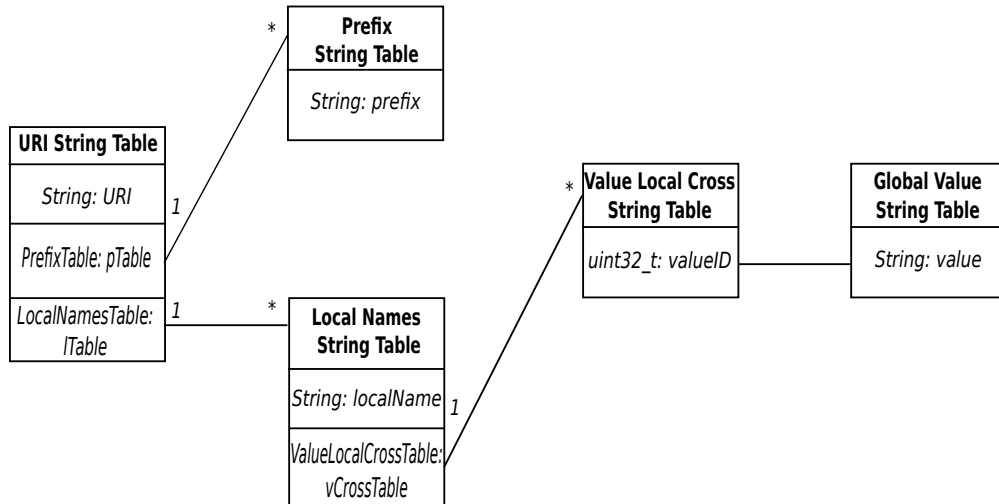 *
Prefix
String Table
String: prefix
URI String Table
String: URI
1
PrefixTable: pTable
LocalNamesTable:
lTable
1
*
Local Names
String Table
String: localName
1
ValueLocalCrossTable:
vCrossTable
*
Value Local Cross
String Table
uint32_t: valueID
Global Value
String Table
String: value